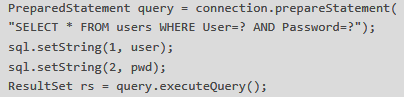 PreparedStatement query = connection.prepareStatement(
"SELECT * FROM users WHERE User=? AND Password=?");
sql.setString(1, user);
sql.setString(2, pwd);
ResultSet rs = query.executeQuery();